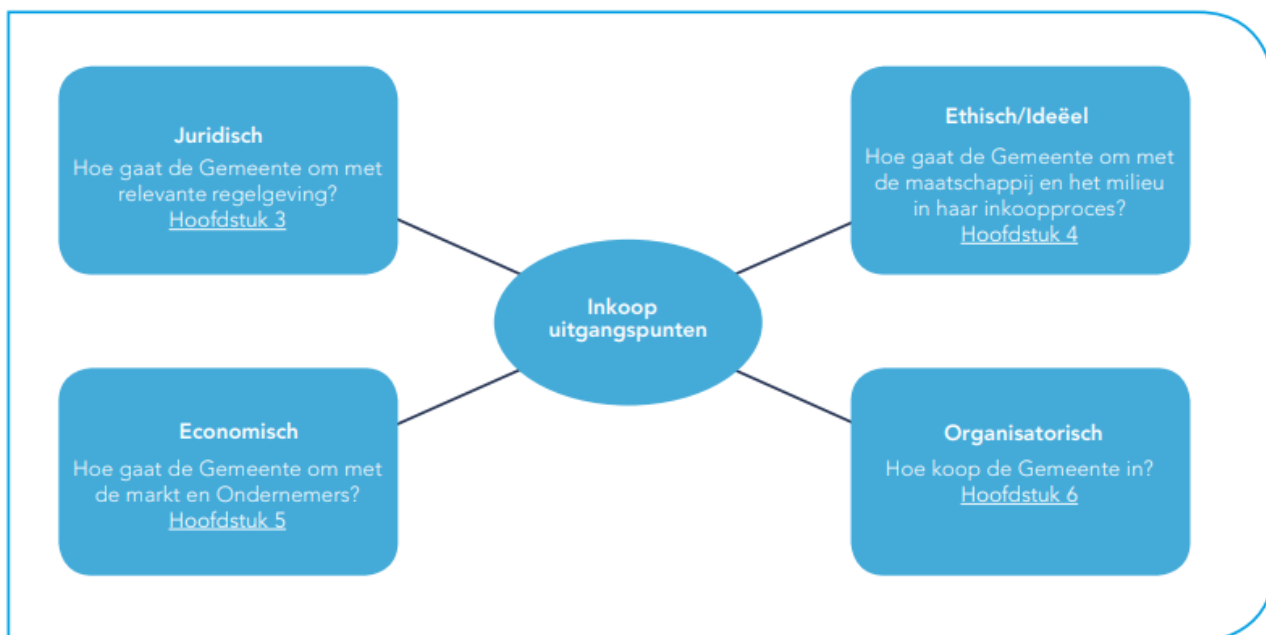 Juridisch
Hoe gaat de Gemeente om met
relevante regelgeving?
Hoofdstuk 3
Ethisch/Ideëel
Hoe gaat de Gemeente om met
de maatschappij en het milieu
in haar inkoopproces?
Hoofdstuk 4
Inkoop
uitgangspunten
Economisch
Hoe gaat de Gemeente om met
de markt en Ondernemers?
Hoofdstuk 5
Organisatorisch
Hoe koop de Gemeente in?
Hoofdstuk 6